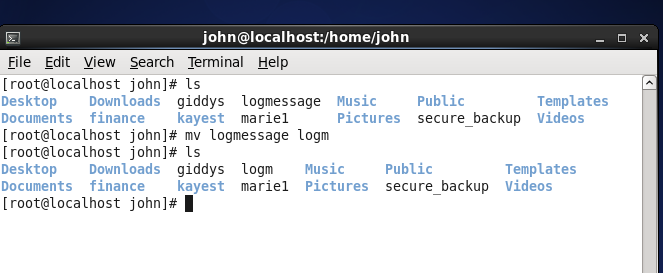 john@localhost:/home/john
File Edit View Search Terminal Help
[root@localhost john]# ls
Desktop    Downloads  giddys  logmessage  Music     Public         Templates
Documents  finance    kayest  marie1      Pictures  secure_backup  Videos
[root@localhost john]# mv logmessage logm
[root@localhost john]# ls
Desktop    Downloads  giddys  logm    Music     Public         Templates
Documents  finance    kayest  marie1  Pictures  secure_backup  Videos
[root@localhost john]#